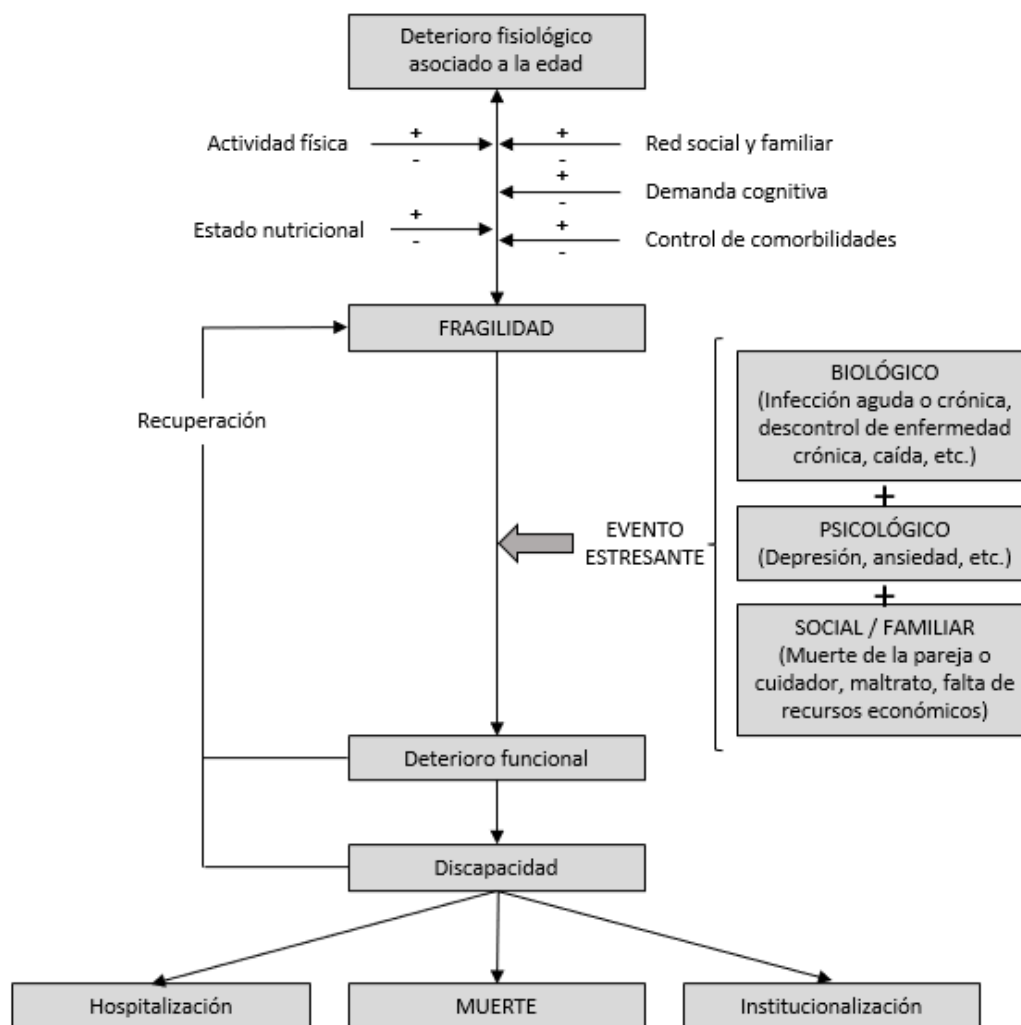 Deterioro fisiológico
asociado a la edad
+
-
Actividad física
+
-
Red social y familiar
+
-
Demanda cognitiva
+
-
Estado nutricional
+
-
Control de comorbilidades
FRAGILIDAD
Recuperación
EVENTO
ESTRESANTE
BIOLÓGICO
(Infección aguda o crónica,
descontrol de enfermedad
crónica, caída, etc.)
+
PSICOLÓGICO
(Depresión, ansiedad, etc.)
+
SOCIAL / FAMILIAR
(Muerte de la pareja o
cuidador, maltrato, falta de
recursos económicos)
Deterioro funcional
Discapacidad
Hospitalización
MUERTE
Institucionalización